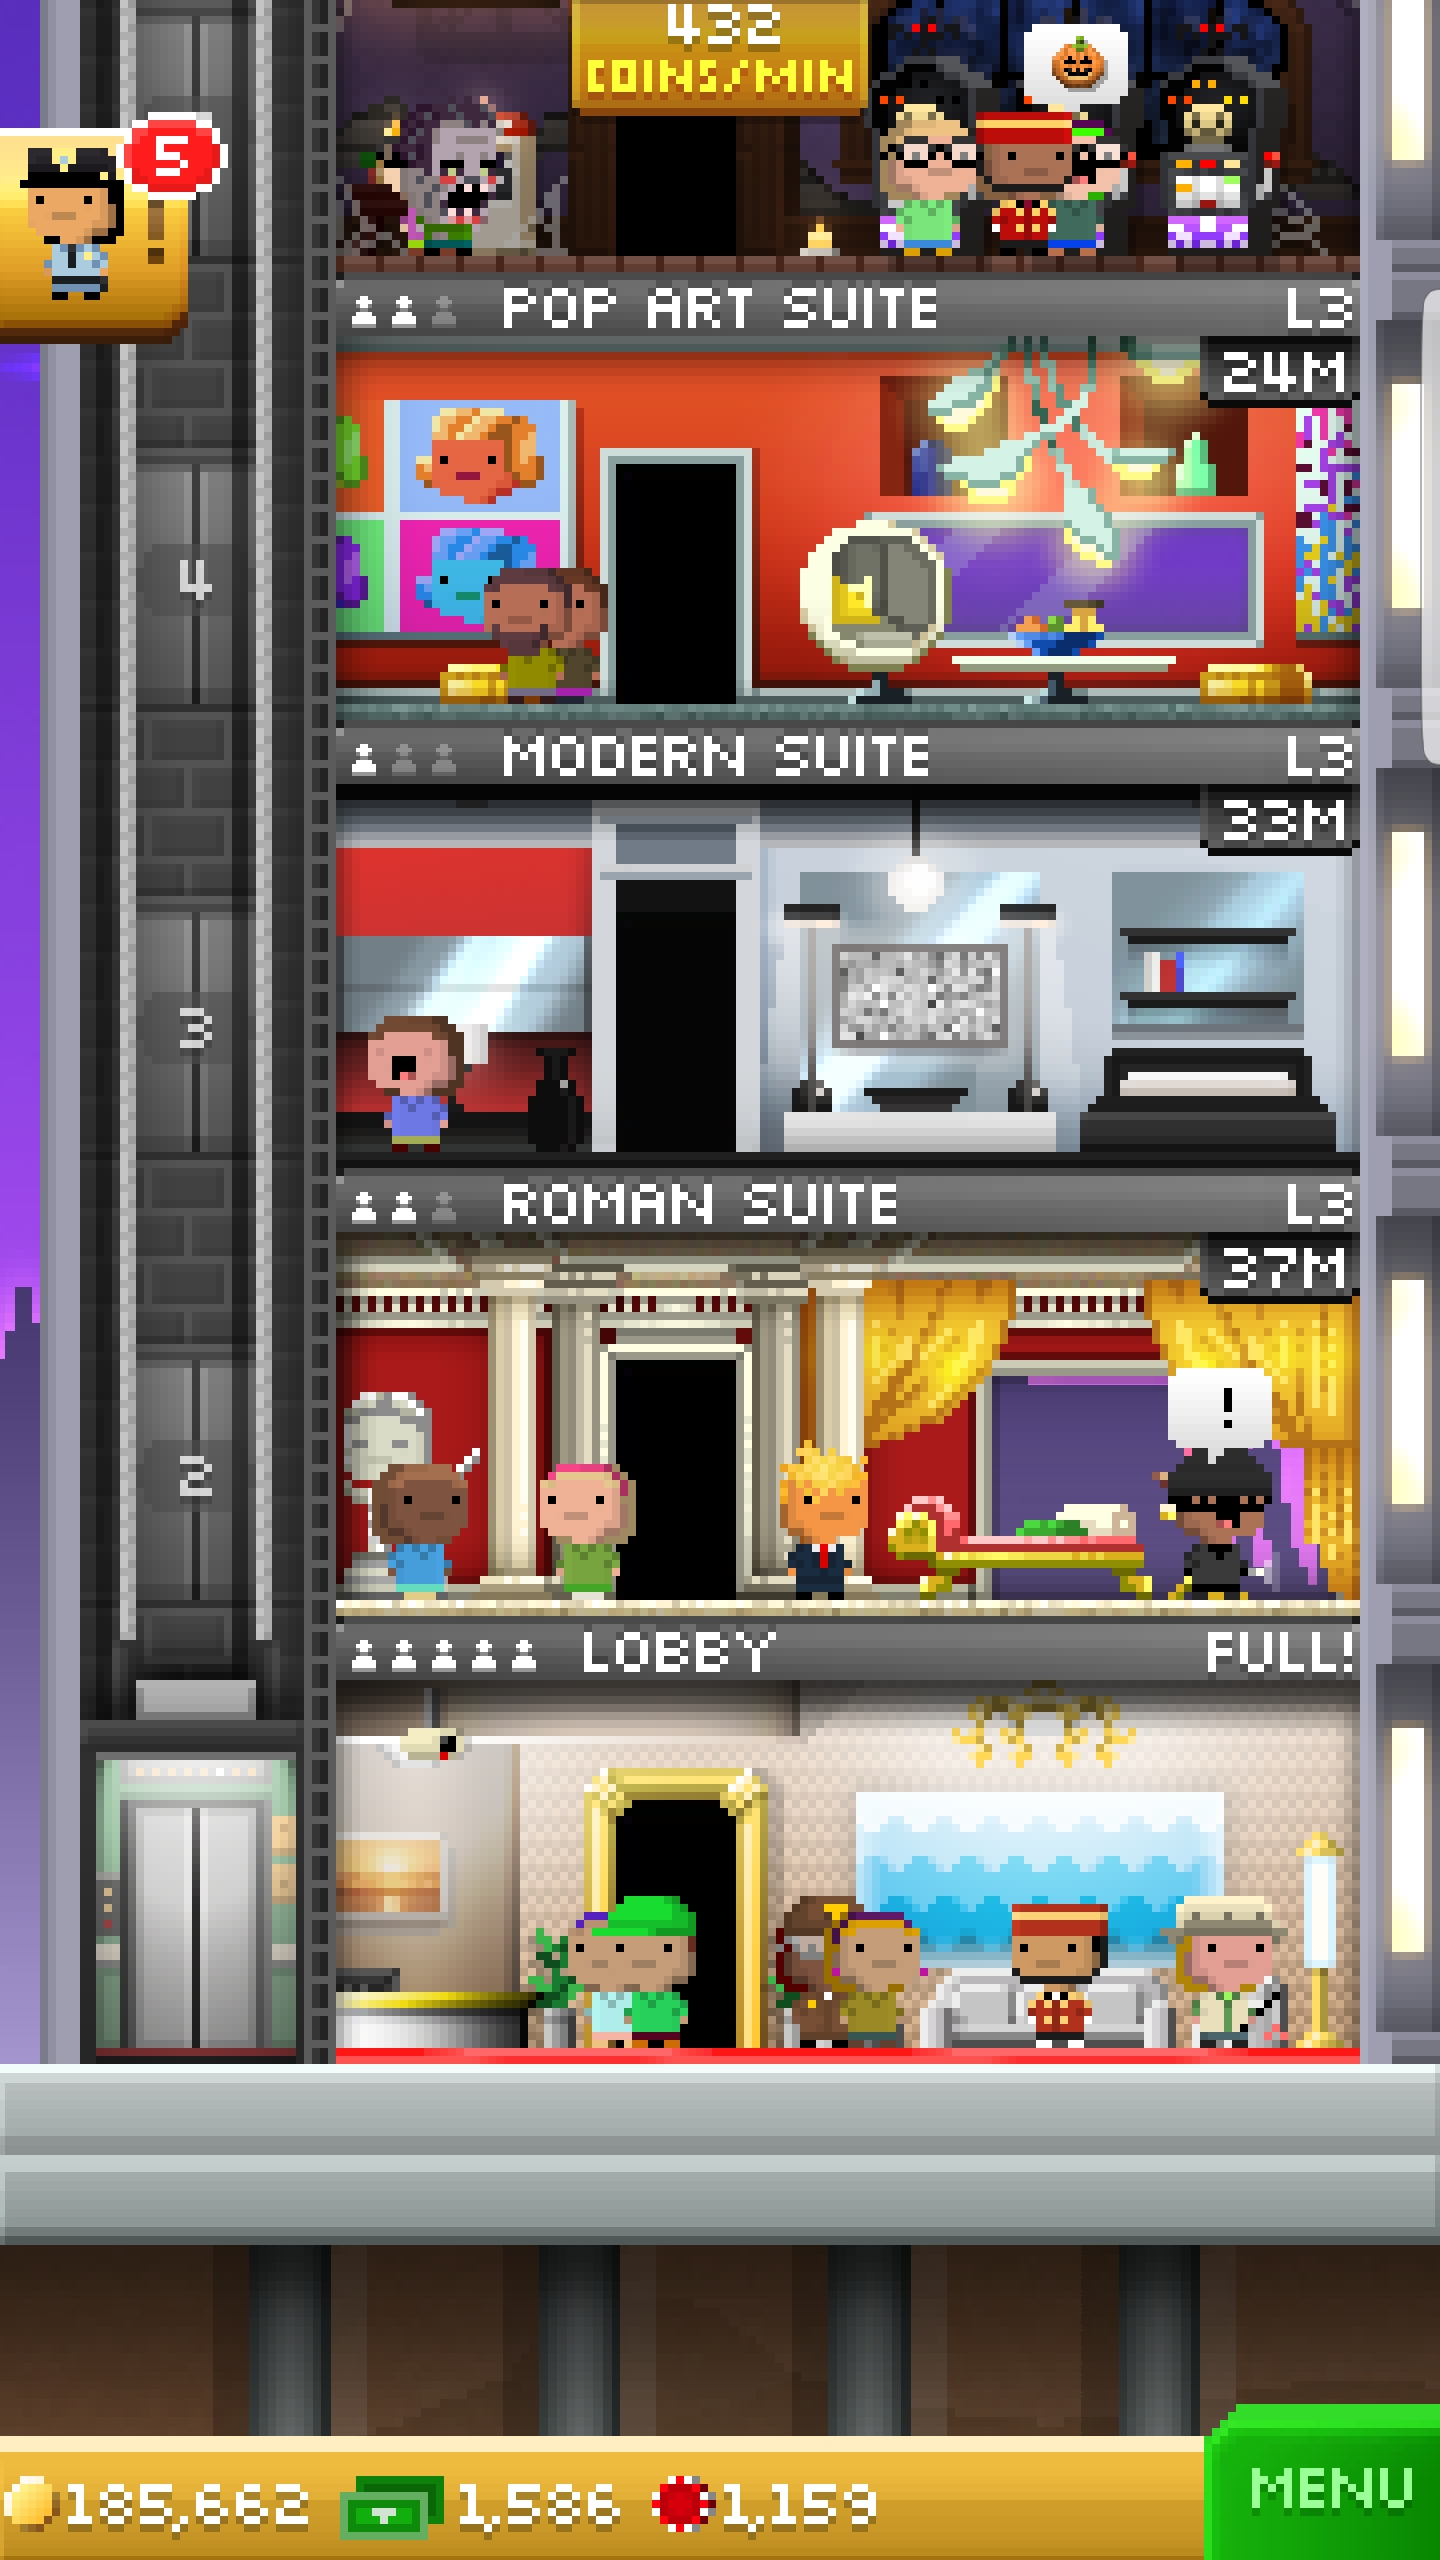 432
COINS/MIN
5
!
POP ART SUITE L3
24M
4
MODERN SUITE L3
33M
3
ROMAN SUITE L3
37M
!
2
LOBBY FULL!
185,662 1,586 1,159
MENU